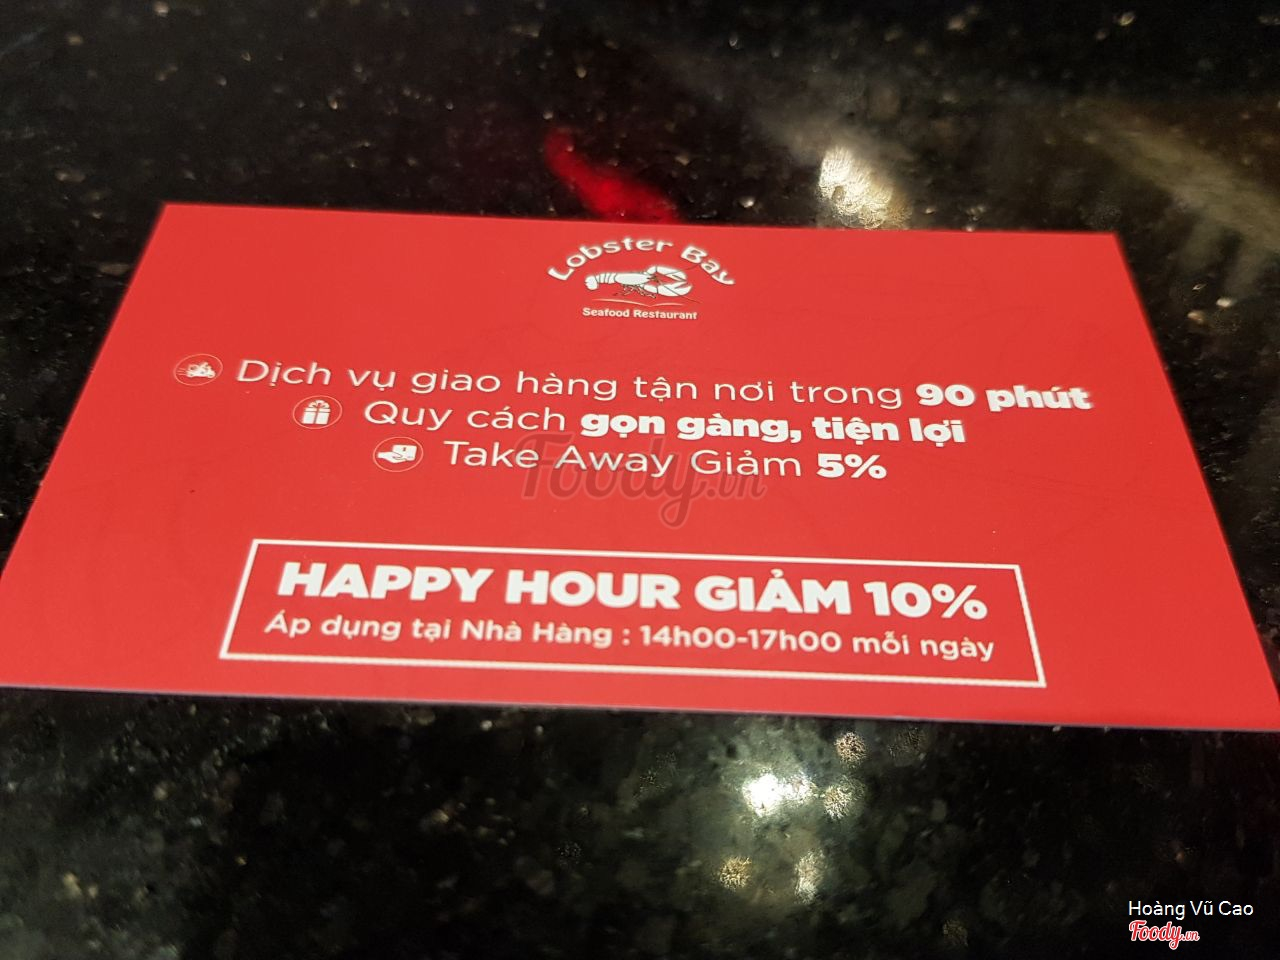 Lobster Bay
Seafood Restaurant
Dịch vụ giao hàng tận nơi trong 90 phút
Quy cách gọn gàng, tiện lợi
Take Away Giảm 5%
Foody.vn
HAPPY HOUR GIẢM 10%
Áp dụng tại Nhà Hàng : 14h00-17h00 mỗi ngày
Hoàng Vũ Cao
Foody.vn